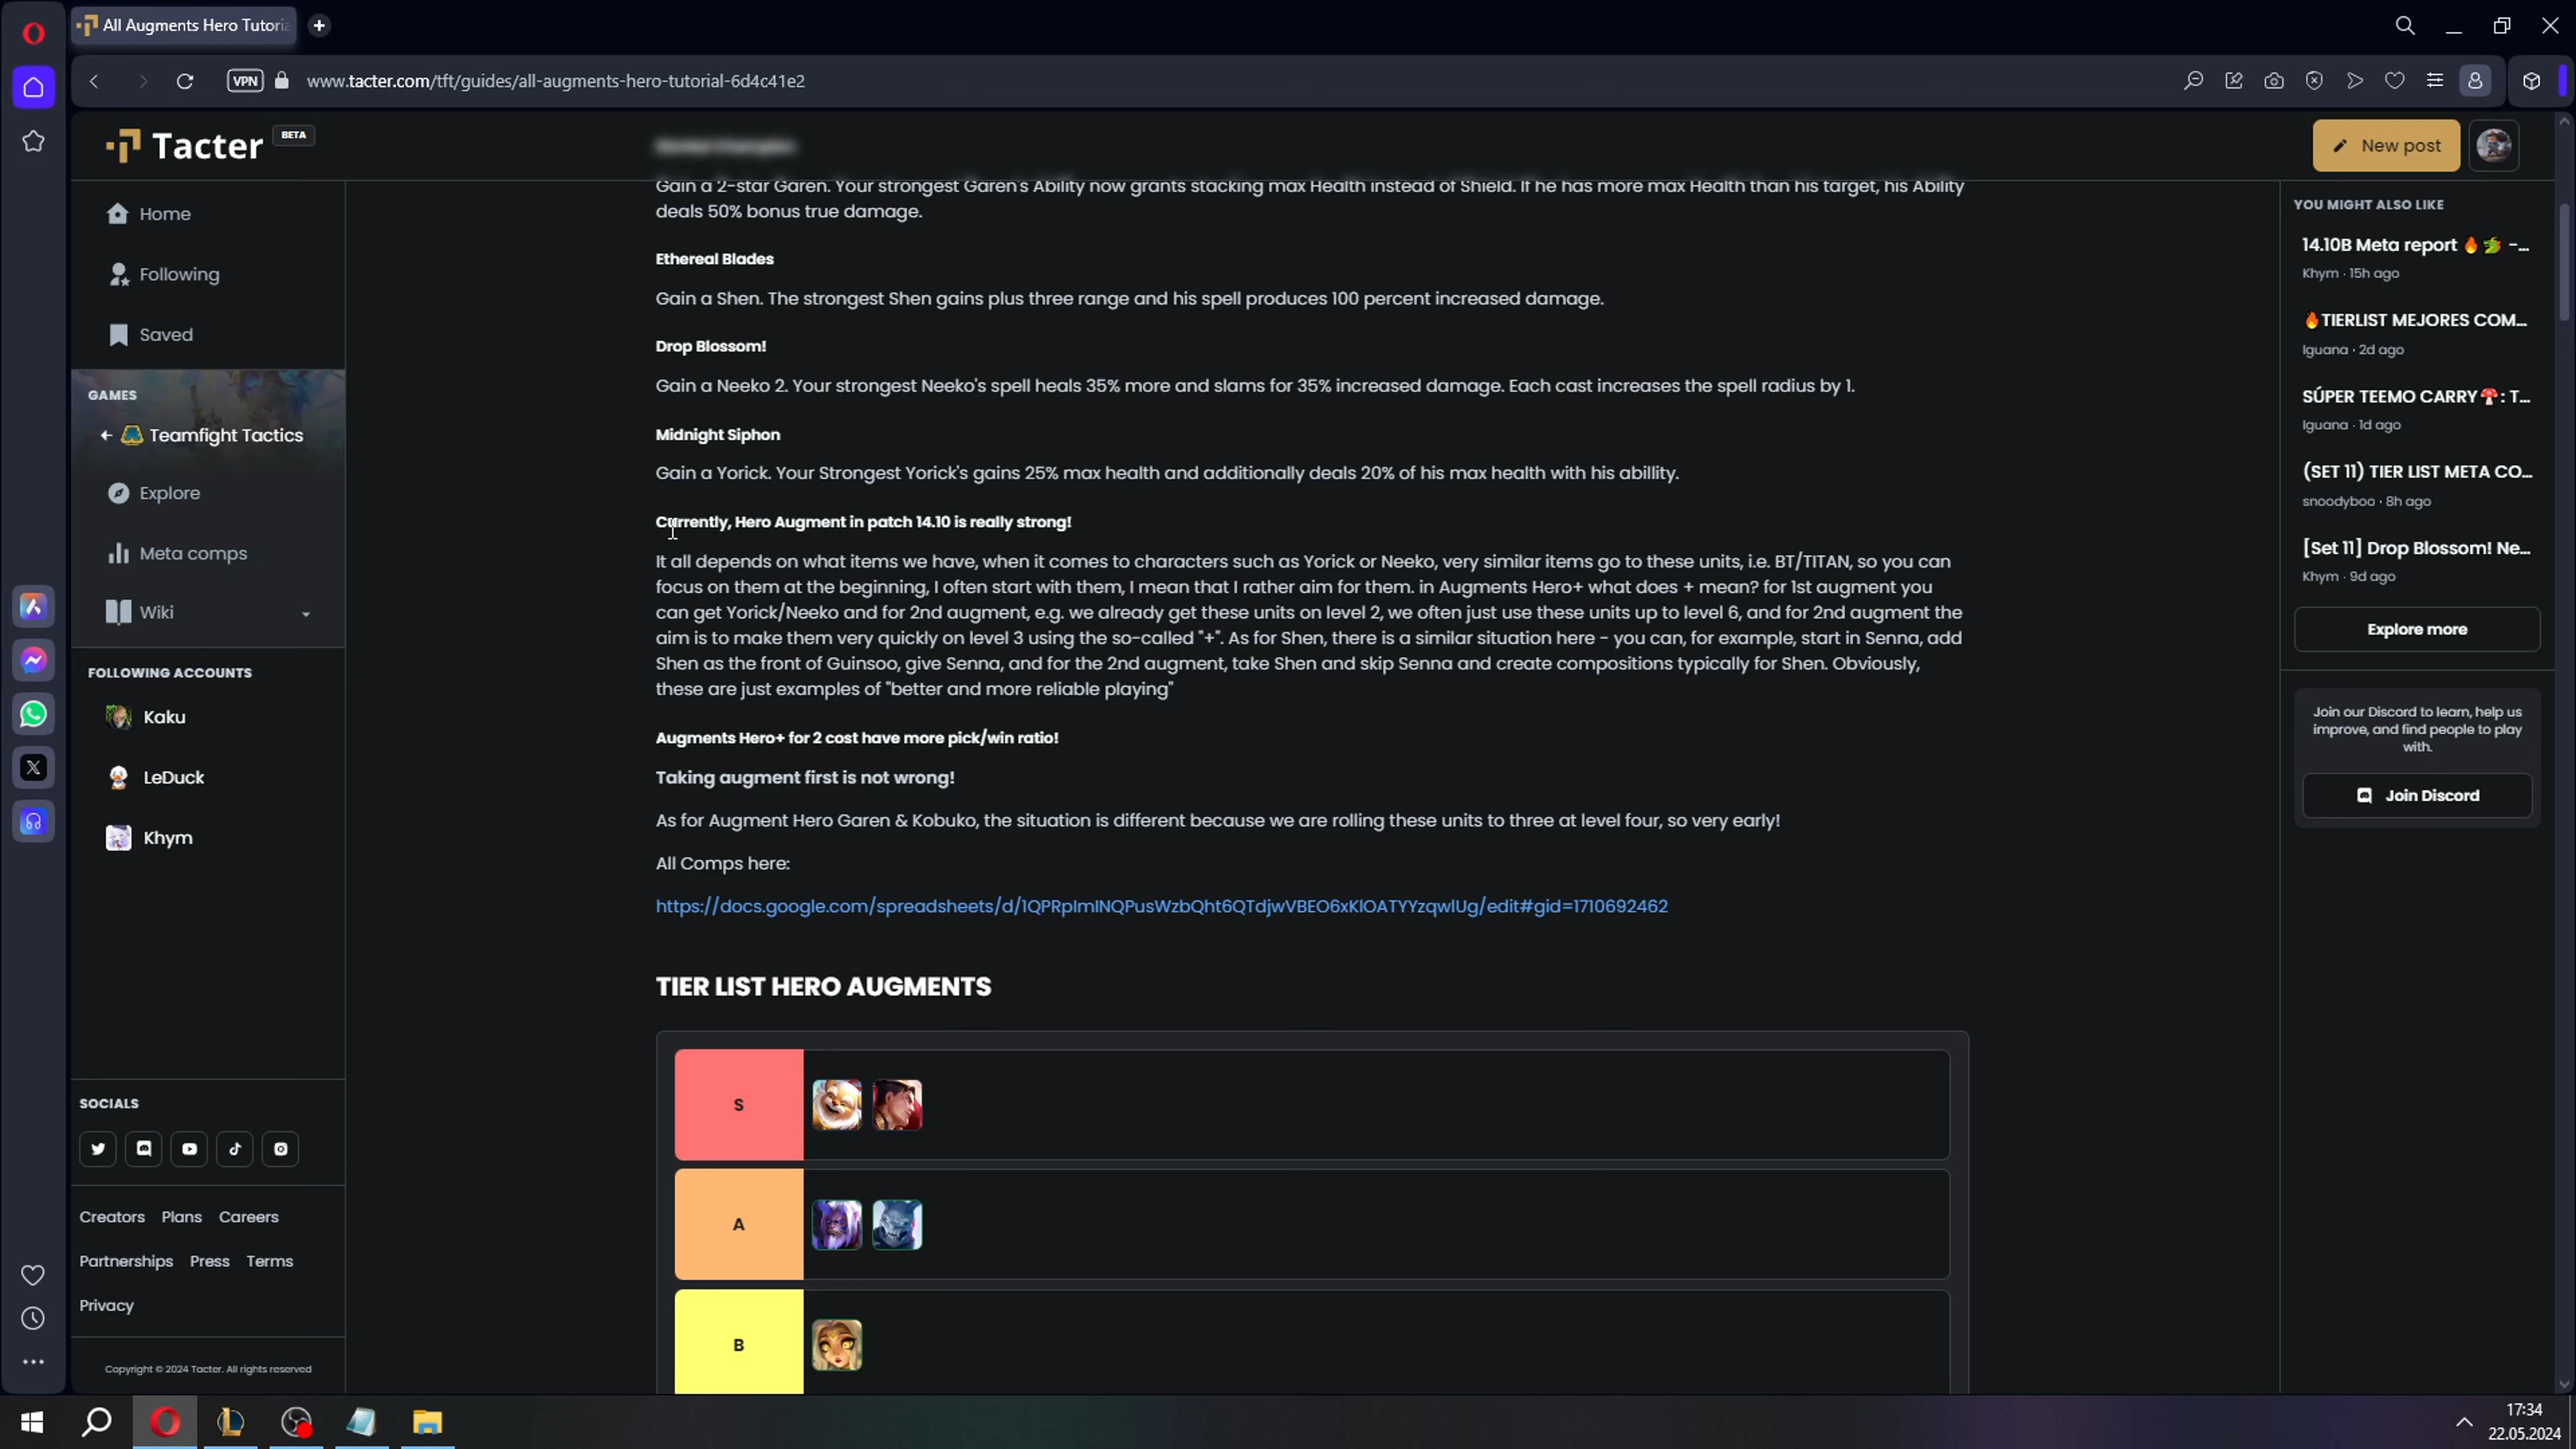 All Augments Hero Tutoria
VPN
www.tacter.com/tft/guides/all-augments-hero-tutorial-6d4c41e2
Tacter
BETA
New post
Home
Following
Saved
GAMES
Teamfight Tactics
Explore
Meta comps
Wiki
FOLLOWING ACCOUNTS
Kaku
LeDuck
Khym
SOCIALS
Creators Plans Careers
Partnerships Press Terms
Privacy
Copyright © 2024 Tacter. All rights reserved
Gain a 2-star Garen. Your strongest Garen's Ability now grants stacking max Health instead of Shield. If he has more max Health than his target, his Ability
deals 50% bonus true damage.
Ethereal Blades
Gain a Shen. The strongest Shen gains plus three range and his spell produces 100 percent increased damage.
Drop Blossom!
Gain a Neeko 2. Your strongest Neeko's spell heals 35% more and slams for 35% increased damage. Each cast increases the spell radius by 1.
Midnight Siphon
Gain a Yorick. Your Strongest Yorick's gains 25% max health and additionally deals 20% of his max health with his abillity.
Currently, Hero Augment in patch 14.10 is really strong!
It all depends on what items we have, when it comes to characters such as Yorick or Neeko, very similar items go to these units, i.e. BT/TITAN, so you can
focus on them at the beginning, I often start with them, I mean that I rather aim for them. in Augments Hero+ what does + mean? for 1st augment you
can get Yorick/Neeko and for 2nd augment, e.g. we already get these units on level 2, we often just use these units up to level 6, and for 2nd augment the
aim is to make them very quickly on level 3 using the so-called "+". As for Shen, there is a similar situation here - you can, for example, start in Senna, add
Shen as the front of Guinsoo, give Senna, and for the 2nd augment, take Shen and skip Senna and create compositions typically for Shen. Obviously,
these are just examples of "better and more reliable playing"
Augments Hero+ for 2 cost have more pick/win ratio!
Taking augment first is not wrong!
As for Augment Hero Garen & Kobuko, the situation is different because we are rolling these units to three at level four, so very early!
All Comps here:
https://docs.google.com/spreadsheets/d/1QPRpImINQPusWzbQht6QTdjwVBEO6xKlOATYYzqwlUg/edit#gid=1710692462
TIER LIST HERO AUGMENTS
S
A
B
YOU MIGHT ALSO LIKE
14.10B Meta report 🔥🐉 -...
Khym · 15h ago
🔥TIERLIST MEJORES COM...
Iguana · 2d ago
SÚPER TEEMO CARRY🍄: T...
Iguana · 1d ago
(SET 11) TIER LIST META CO...
snoodyboo · 8h ago
[Set 11] Drop Blossom! Ne...
Khym · 9d ago
Explore more
Join our Discord to learn, help us
improve, and find people to play
with.
Join Discord
17:34
22.05.2024